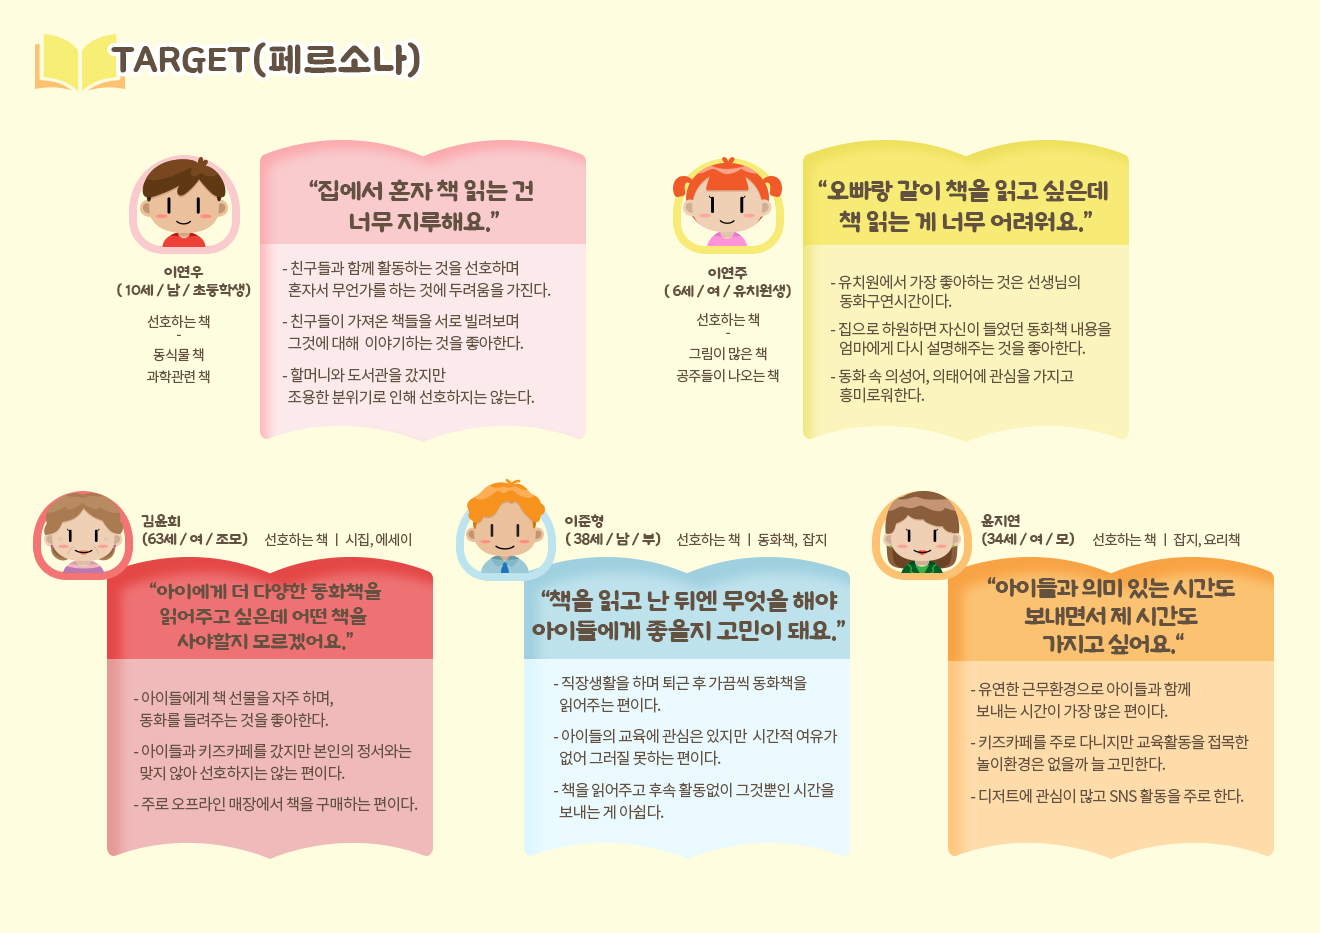 TARGET(페르소나)
이연우
( 10세 / 남 / 초등학생)
선호하는 책
-
동식물 책
과학관련 책
“집에서 혼자 책 읽는 건
너무 지루해요.”
- 친구들과 함께 활동하는 것을 선호하며
혼자서 무언가를 하는 것에 두려움을 가진다.
- 친구들이 가져온 책들을 서로 빌려보며
그것에 대해 이야기하는 것을 좋아한다.
- 할머니와 도서관을 갔지만
조용한 분위기로 인해 선호하지는 않는다.
이연주
( 6세 / 여 / 유치원생)
선호하는 책
-
그림이 많은 책
공주들이 나오는 책
“오빠랑 같이 책을 읽고 싶은데
책 읽는 게 너무 어려워요.”
- 유치원에서 가장 좋아하는 것은 선생님의
동화구연시간이다.
- 집으로 하원하면 자신이 들었던 동화책 내용을
엄마에게 다시 설명해주는 것을 좋아한다.
- 동화 속 의성어, 의태어에 관심을 가지고
흥미로워한다.
김윤희
(63세 / 여 / 조모) 선호하는 책 | 시집, 에세이
“아이에게 더 다양한 동화책을
읽어주고 싶은데 어떤 책을
사야할지 모르겠어요.”
- 아이들에게 책 선물을 자주 하며,
동화를 들려주는 것을 좋아한다.
- 아이들과 키즈카페를 갔지만 본인의 정서와는
맞지 않아 선호하지는 않는 편이다.
- 주로 오프라인 매장에서 책을 구매하는 편이다.
이준형
( 38세 / 남 / 부) 선호하는 책 | 동화책, 잡지
“책을 읽고 난 뒤엔 무엇을 해야
아이들에게 좋을지 고민이 돼요.”
- 직장생활을 하며 퇴근 후 가끔씩 동화책을
읽어주는 편이다.
- 아이들의 교육에 관심은 있지만 시간적 여유가
없어 그러질 못하는 편이다.
- 책을 읽어주고 후속 활동없이 그것뿐인 시간을
보내는 게 아쉽다.
윤지연
(34세 / 여 / 모) 선호하는 책 | 잡지, 요리책
“아이들과 의미 있는 시간도
보내면서 제 시간도
가지고 싶어요.“
- 유연한 근무환경으로 아이들과 함께
보내는 시간이 가장 많은 편이다.
- 키즈카페를 주로 다니지만 교육활동을 접목한
놀이환경은 없을까 늘 고민한다.
- 디저트에 관심이 많고 SNS 활동을 주로 한다.